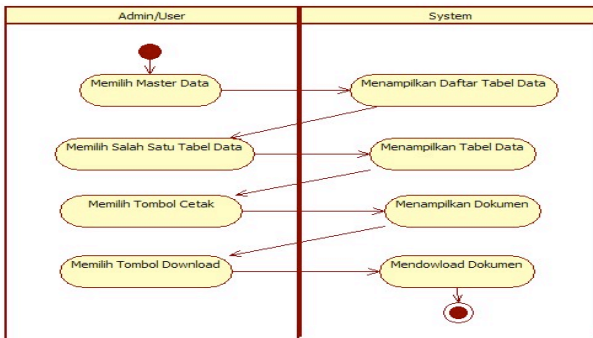 Admin/User
System
Memilih Master Data
Menampilkan Daftar Tabel Data
Memilih Salah Satu Tabel Data
Menampilkan Tabel Data
Memilih Tombol Cetak
Menampilkan Dokumen
Memilih Tombol Download
Mendowload Dokumen